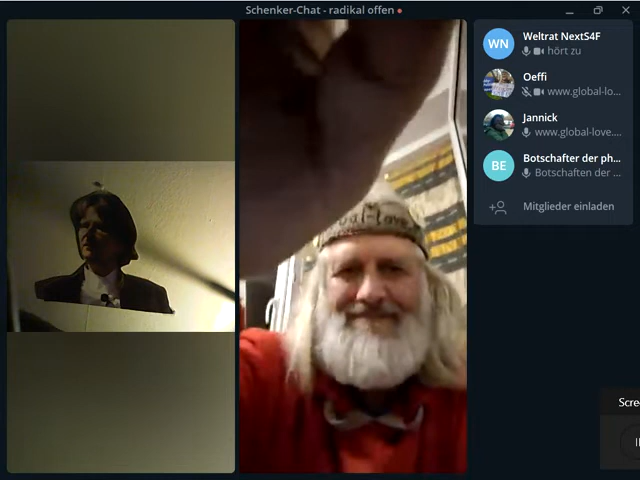 Schenker-Chat - radikal offen
WN
Weltrat NextS4F
hört zu
Oeffi
www.global-lo...
Jannick
www.global-love....
BE
Botschafter der ph...
Botschaften der ...
Mitglieder einladen
Scre